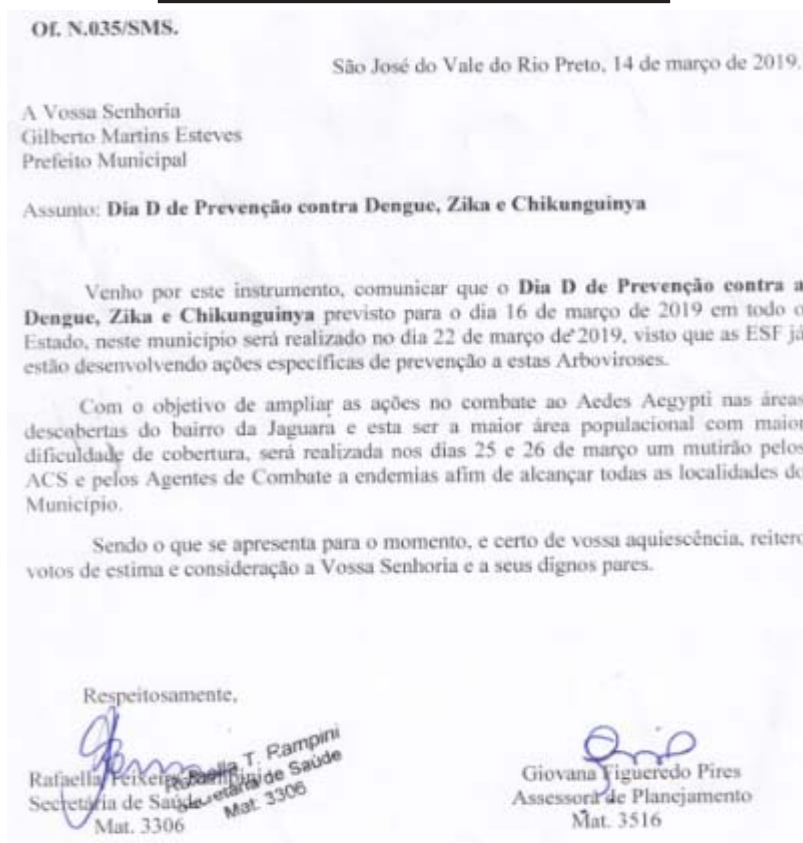 Of. N.035/SMS.
São José do Vale do Rio Preto, 14 de março de 2019.
A Vossa Senhoria
Gilberto Martins Esteves
Prefeito Municipal
Assunto: Dia D de Prevenção contra Dengue, Zika e Chikunguinya
Venho por este instrumento, comunicar que o Dia D de Prevenção contra a
Dengue, Zika e Chikunguinya previsto para o dia 16 de março de 2019 em todo o
Estado, neste municipio será realizado no dia 22 de março de 2019, visto que as ESF já
estão desenvolvendo ações específicas de prevenção a estas Arboviroses.
Com o objetivo de ampliar as ações no combate ao Aedes Aegypti nas áreas
descobertas do bairro da Jaguara e esta ser a maior área populacional com maior
dificuldade de cobertura, será realizada nos dias 25 e 26 de março um mutirão pelos
ACS e pelos Agentes de Combate a endemias afim de alcançar todas as localidades do
Município.
Sendo o que se apresenta para o momento, e certo de vossa aquiescência, reitero
votos de estima e consideração a Vossa Senhoria e a seus dignos pares.
Respeitosamente,
Rafaella Teixeira
Secretária de Saúde
Mat. 3306
Rafaella T. Rampini
Secretária de Saúde
Mat. 3306
Giovana Figueredo Pires
Assessora de Planejamento
Mat. 3516